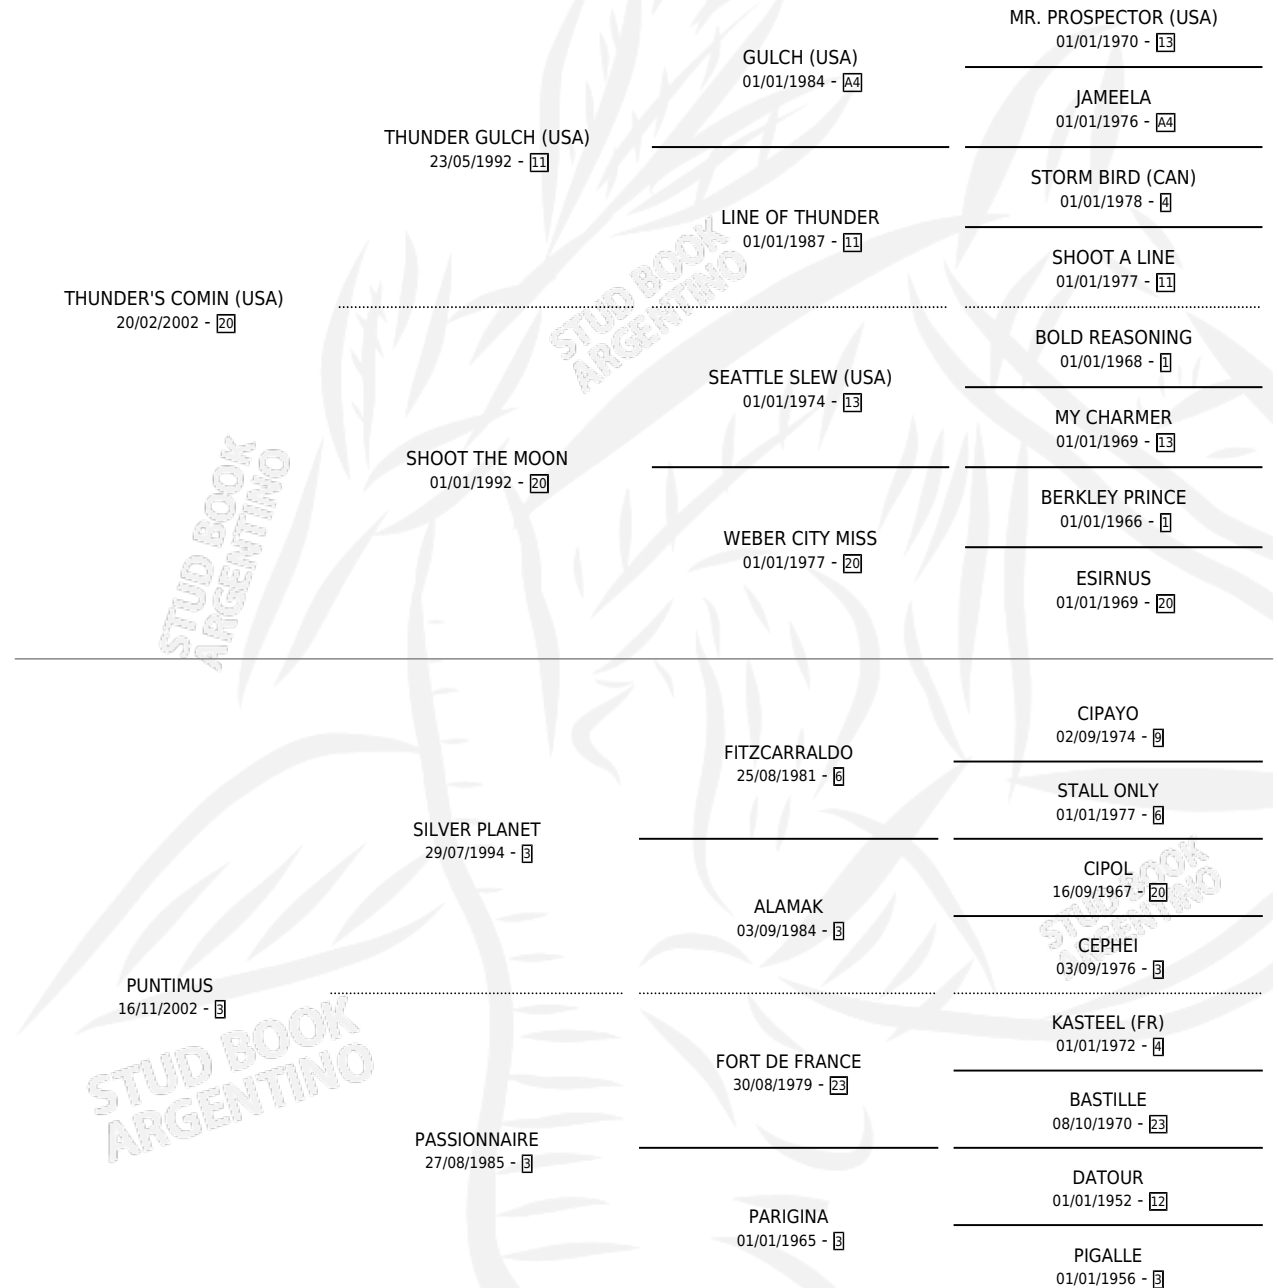 MR. PROSPECTOR (USA)
01/01/1970 - 13
GULCH (USA)
01/01/1984 - A4
JAMEELA
01/01/1976 - A4
THUNDER GULCH (USA)
23/05/1992 - 11
STORM BIRD (CAN)
01/01/1978 - 4
LINE OF THUNDER
01/01/1987 - 11
SHOOT A LINE
01/01/1977 - 11
THUNDER'S COMIN (USA)
20/02/2002 - 20
STUD BOOK
ARGENTINO
BOLD REASONING
01/01/1968 - 1
SEATTLE SLEW (USA)
01/01/1974 - 13
MY CHARMER
01/01/1969 - 13
SHOOT THE MOON
01/01/1992 - 20
BERKLEY PRINCE
01/01/1966 - 1
WEBER CITY MISS
01/01/1977 - 20
ESIRNUS
01/01/1969 - 20
STUD BOOK
ARGENTINO
CIPAYO
02/09/1974 - 9
FITZCARRALDO
25/08/1981 - 6
STALL ONLY
01/01/1977 - 6
SILVER PLANET
29/07/1994 - 3
CIPOL
16/09/1967 - 20
STUD BOOK
ARGENTINO
ALAMAK
03/09/1984 - 3
CEPHEI
03/09/1976 - 3
PUNTIMUS
16/11/2002 - 3
STUD BOOK
ARGENTINO
KASTEEL (FR)
01/01/1972 - 4
FORT DE FRANCE
30/08/1979 - 23
BASTILLE
08/10/1970 - 23
PASSIONNAIRE
27/08/1985 - 3
DATOUR
01/01/1952 - 12
PARIGINA
01/01/1965 - 3
PIGALLE
01/01/1956 - 3